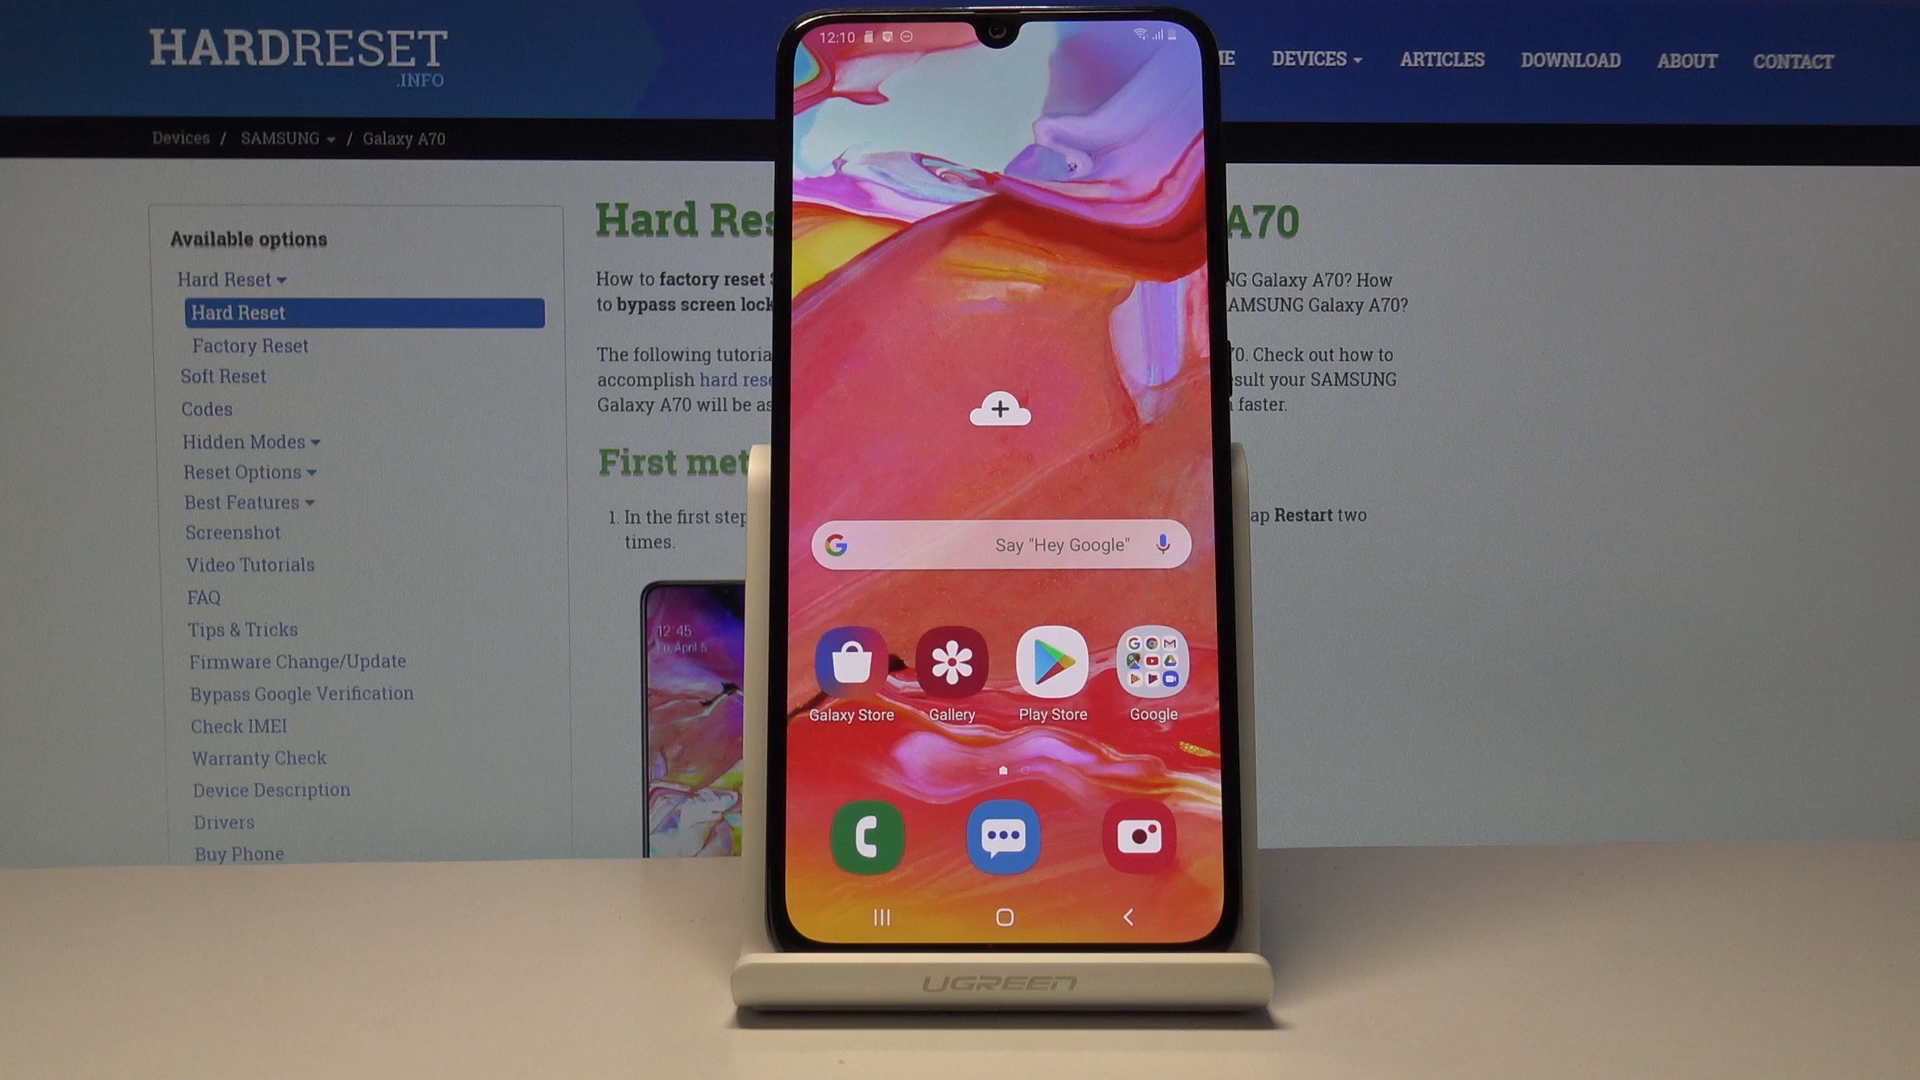 HARDRESET
.INFO
DEVICES
ARTICLES
DOWNLOAD
ABOUT
CONTACT
Devices / SAMSUNG / Galaxy A70
Available options
Hard Reset
Hard Reset
Factory Reset
Soft Reset
Codes
Hidden Modes
Reset Options
Best Features
Screenshot
Video Tutorials
FAQ
Tips & Tricks
Firmware Change/Update
Bypass Google Verification
Check IMEI
Warranty Check
Device Description
Drivers
Buy Phone
Hard Res A70
How to factory reset NG Galaxy A70? How
to bypass screen lock AMSUNG Galaxy A70?
The following tutoria 70. Check out how to
accomplish hard rese esult your SAMSUNG
Galaxy A70 will be as faster.
First met
1. In the first step ap Restart two
times.
12:45
12:10
Say "Hey Google"
Galaxy Store
Gallery
Play Store
Google
UGREEN